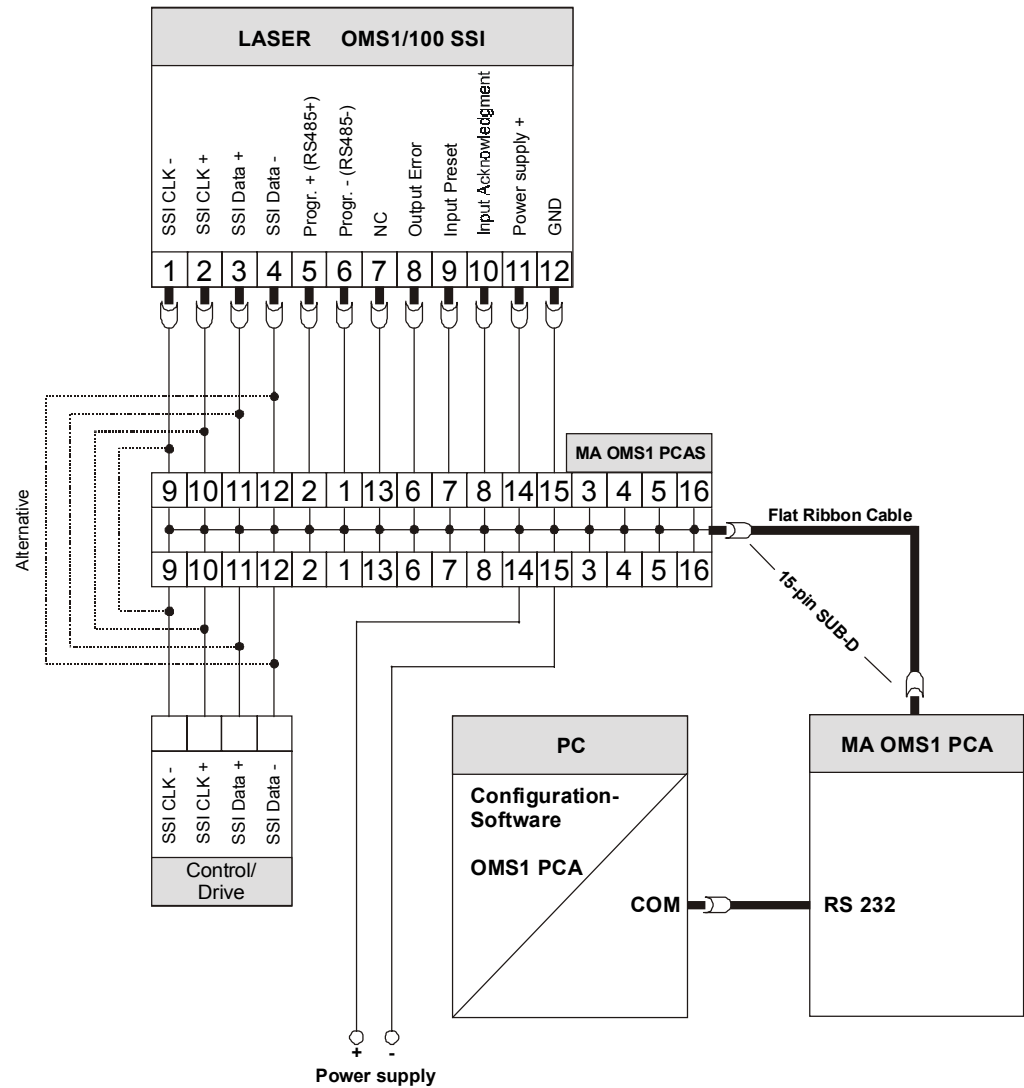 LASER OMS1/100 SSI
SSI CLK -
SSI CLK +
SSI Data +
SSI Data -
Progr. + (RS485+)
Progr. - (RS485-)
NC
Output Error
Input Preset
Input Acknowledgment
Power supply +
GND
1 2 3 4 5 6 7 8 9 10 11 12
Alternative
MA OMS1 PCAS
9 10 11 12 2 1 13 6 7 8 14 15 3 4 5 16
Flat Ribbon Cable
9 10 11 12 2 1 13 6 7 8 14 15 3 4 5 16
15-pin SUB-D
SSI CLK -
SSI CLK +
SSI Data +
SSI Data -
Control/
Drive
PC
Configuration-
Software
OMS1 PCA
COM
MA OMS1 PCA
RS 232
+ -
Power supply